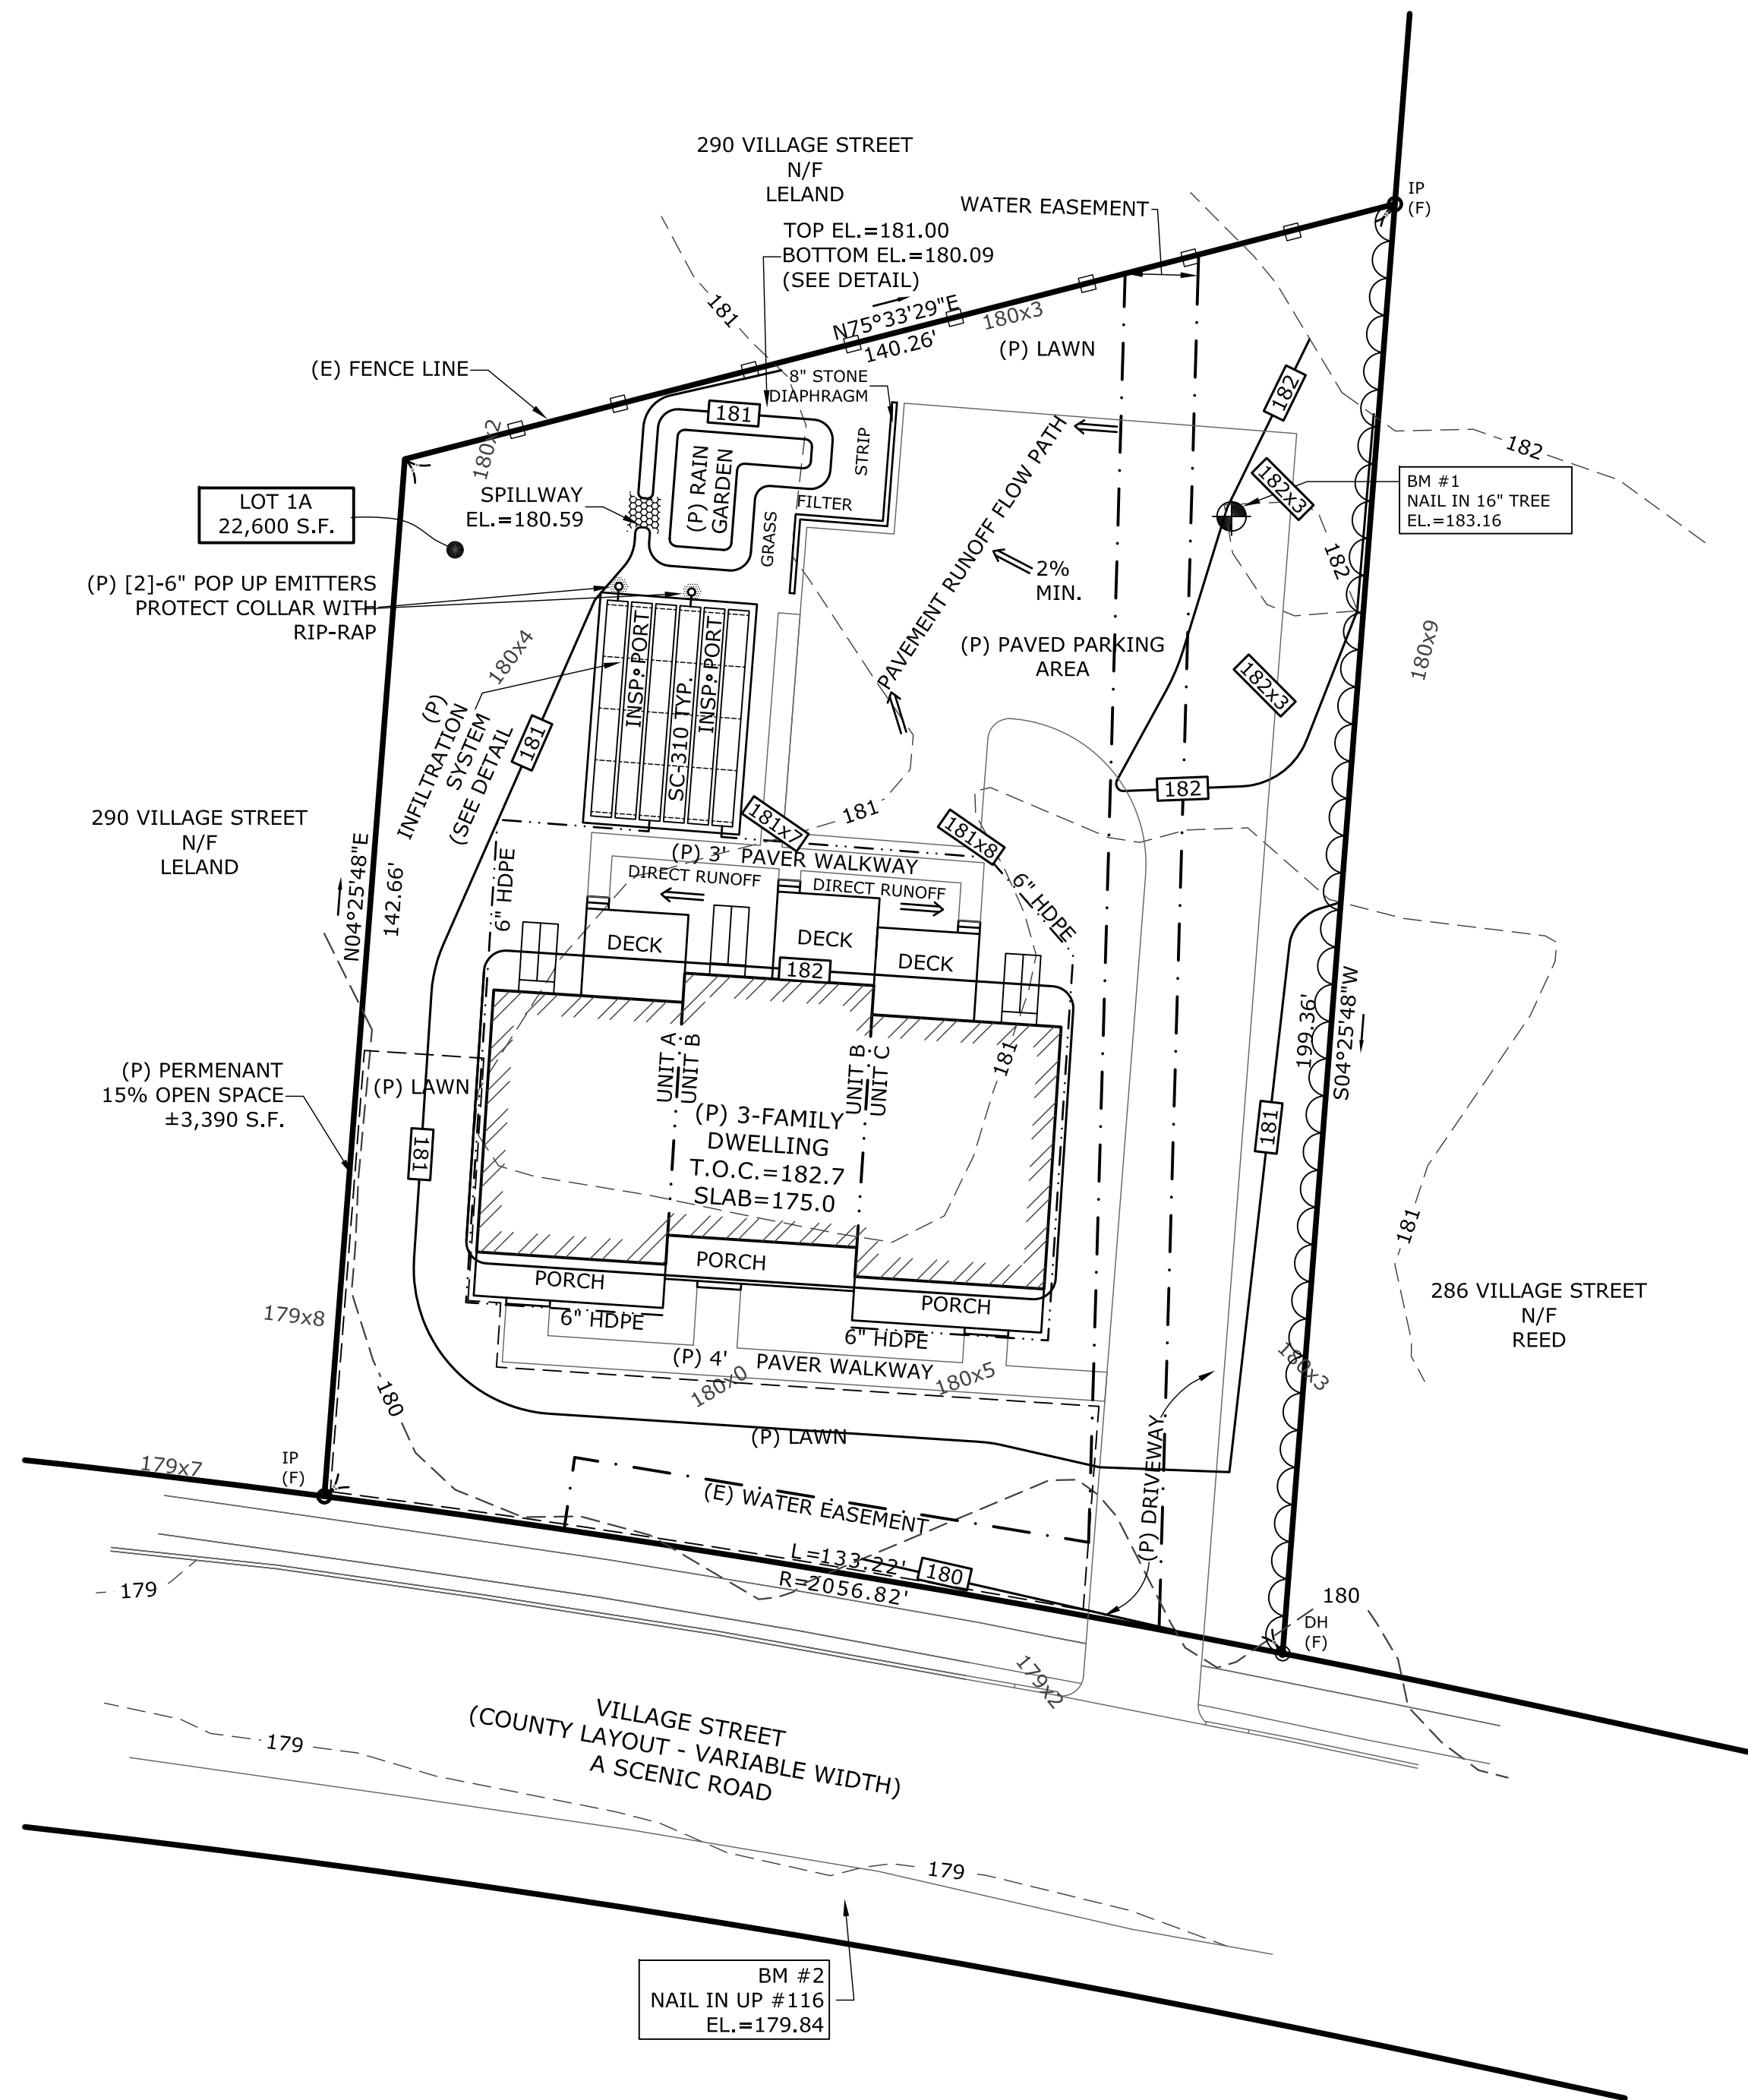 290 VILLAGE STREET
N/F
LELAND
WATER EASEMENT
IP
(F)
TOP EL.=181.00
BOTTOM EL.=180.09
(SEE DETAIL)
181
N75°33'29"E
140.26'
180x3
(P) LAWN
(E) FENCE LINE
8" STONE
DIAPHRAGM
182
181
180x2
STRIP
182
LOT 1A
22,600 S.F.
SPILLWAY
EL.=180.59
(P) RAIN
GARDEN
FILTER
GRASS
PAVEMENT RUNOFF FLOW PATH
182x3
BM #1
NAIL IN 16" TREE
EL.=183.16
182
2%
MIN.
(P) [2]-6" POP UP EMITTERS
PROTECT COLLAR WITH
RIP-RAP
180x4
INSP. PORT
SC-310 TYP.
INSP. PORT
(P) PAVED PARKING
AREA
182x3
180x9
(P)
INFILTRATION
SYSTEM
(SEE DETAIL
181
182
181x7
181
181x8
290 VILLAGE STREET
N/F
LELAND
N04°25'48"E
142.66'
6" HDPE
(P) 3' PAVER WALKWAY
DIRECT RUNOFF
DIRECT RUNOFF
6" HDPE
DECK
DECK
DECK
182
199.36'
S04°25'48"W
UNIT A
UNIT B
UNIT B
UNIT C
181
(P) PERMENANT
15% OPEN SPACE
±3,390 S.F.
(P) LAWN
181
(P) 3-FAMILY
DWELLING
T.O.C.=182.7
SLAB=175.0
181
181
PORCH
PORCH
PORCH
179x8
6" HDPE
6" HDPE
286 VILLAGE STREET
N/F
REED
(P) 4' PAVER WALKWAY
180x0
180x5
180x3
180
(P) LAWN
179x7
IP
(F)
(E) WATER EASEMENT
(P) DRIVEWAY
L=133.22'
R=2056.82'
180
179
180
DH
(F)
179x2
VILLAGE STREET
(COUNTY LAYOUT - VARIABLE WIDTH)
A SCENIC ROAD
179
179
BM #2
NAIL IN UP #116
EL.=179.84